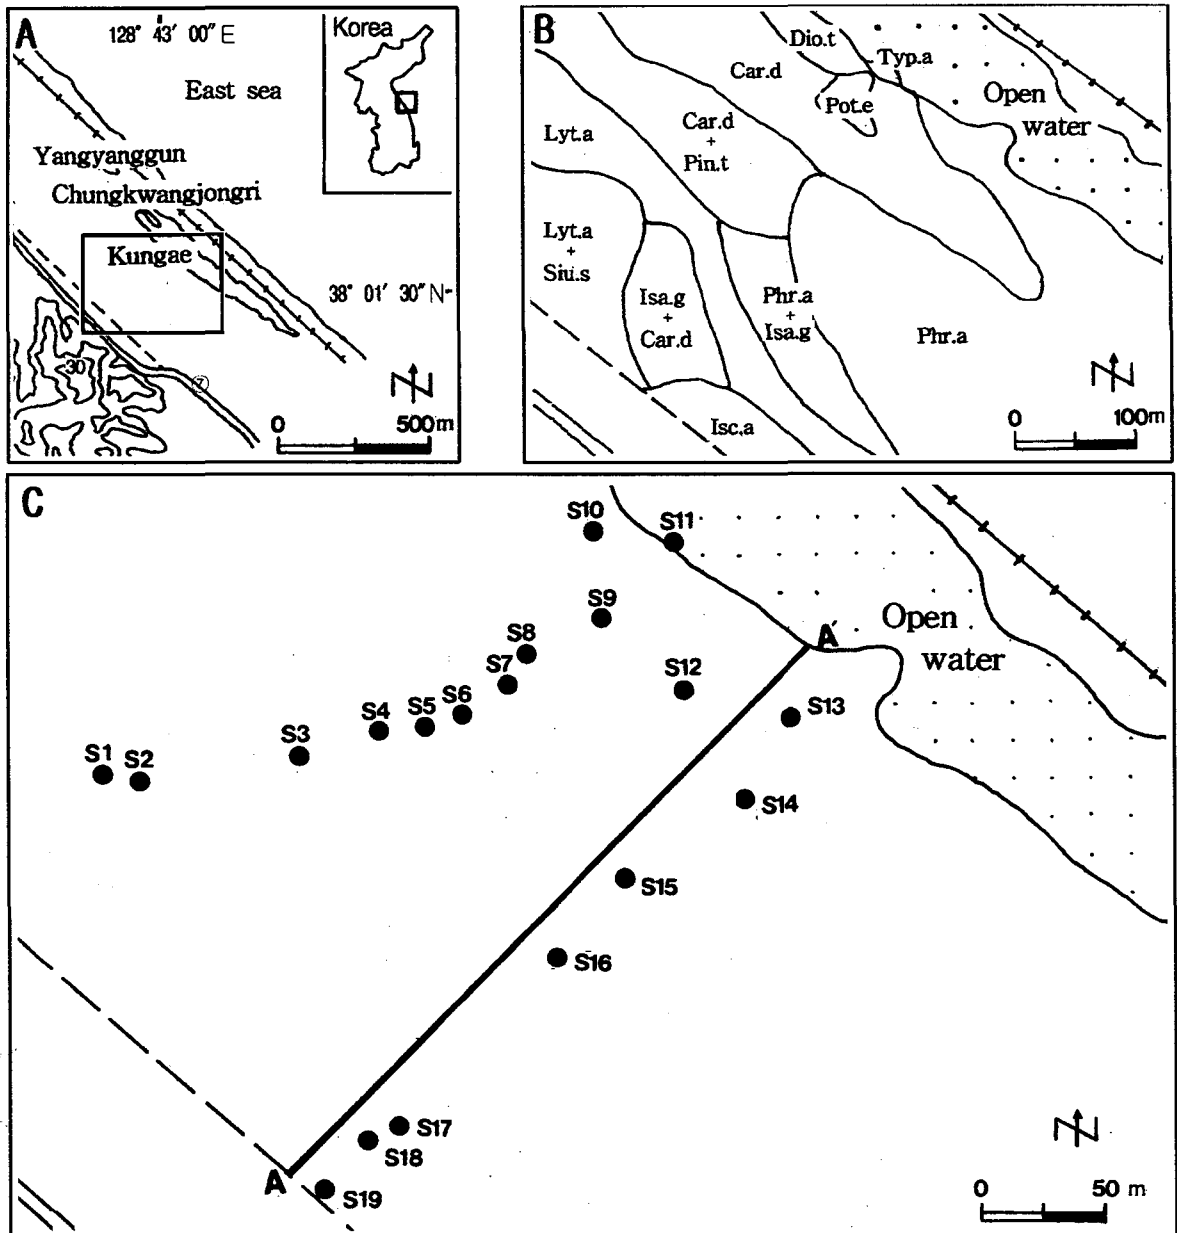 A
128° 43′ 00″ E
Korea
East sea
Yangyanggun
Chungkwangjongri
Kungae
38° 01′ 30″ N
30
7
N
0 500m
B
Dio.t
Typ.a
Car.d
Pot.e
Open
water
Lyt.a
Car.d
+
Pin.t
Lyt.a
+
Siu.s
Isa.g
+
Car.d
Phr.a
+
Isa.g
Phr.a
Isc.a
N
0 100m
C
S10
S11
S9
S8
S7
S6
S5
S4
S3
S1
S2
S12
A′
Open
water
S13
S14
S15
S16
S17
S18
A
S19
N
0 50 m